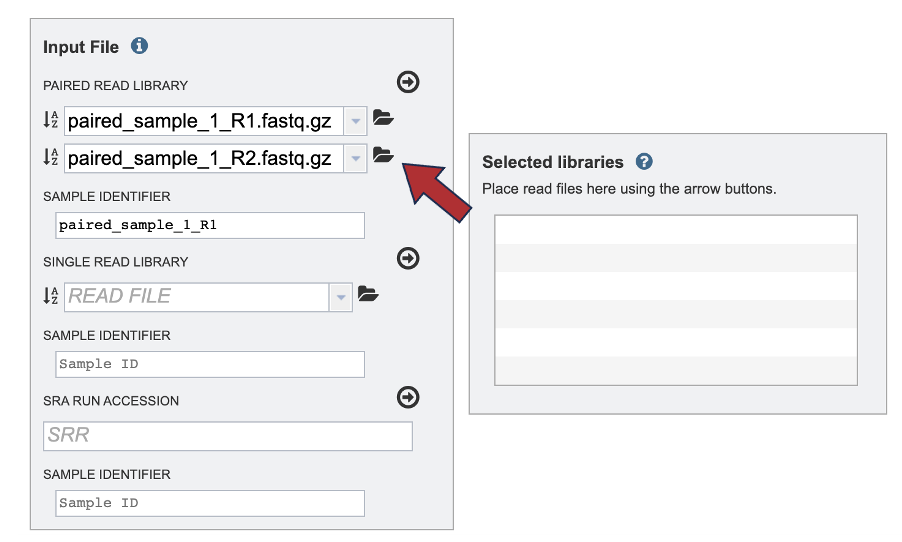 Input File
PAIRED READ LIBRARY
paired_sample_1_R1.fastq.gz
paired_sample_1_R2.fastq.gz
SAMPLE IDENTIFIER
paired_sample_1_R1
SINGLE READ LIBRARY
READ FILE
SAMPLE IDENTIFIER
Sample ID
SRA RUN ACCESSION
SRR
SAMPLE IDENTIFIER
Sample ID
Selected libraries
Place read files here using the arrow buttons.